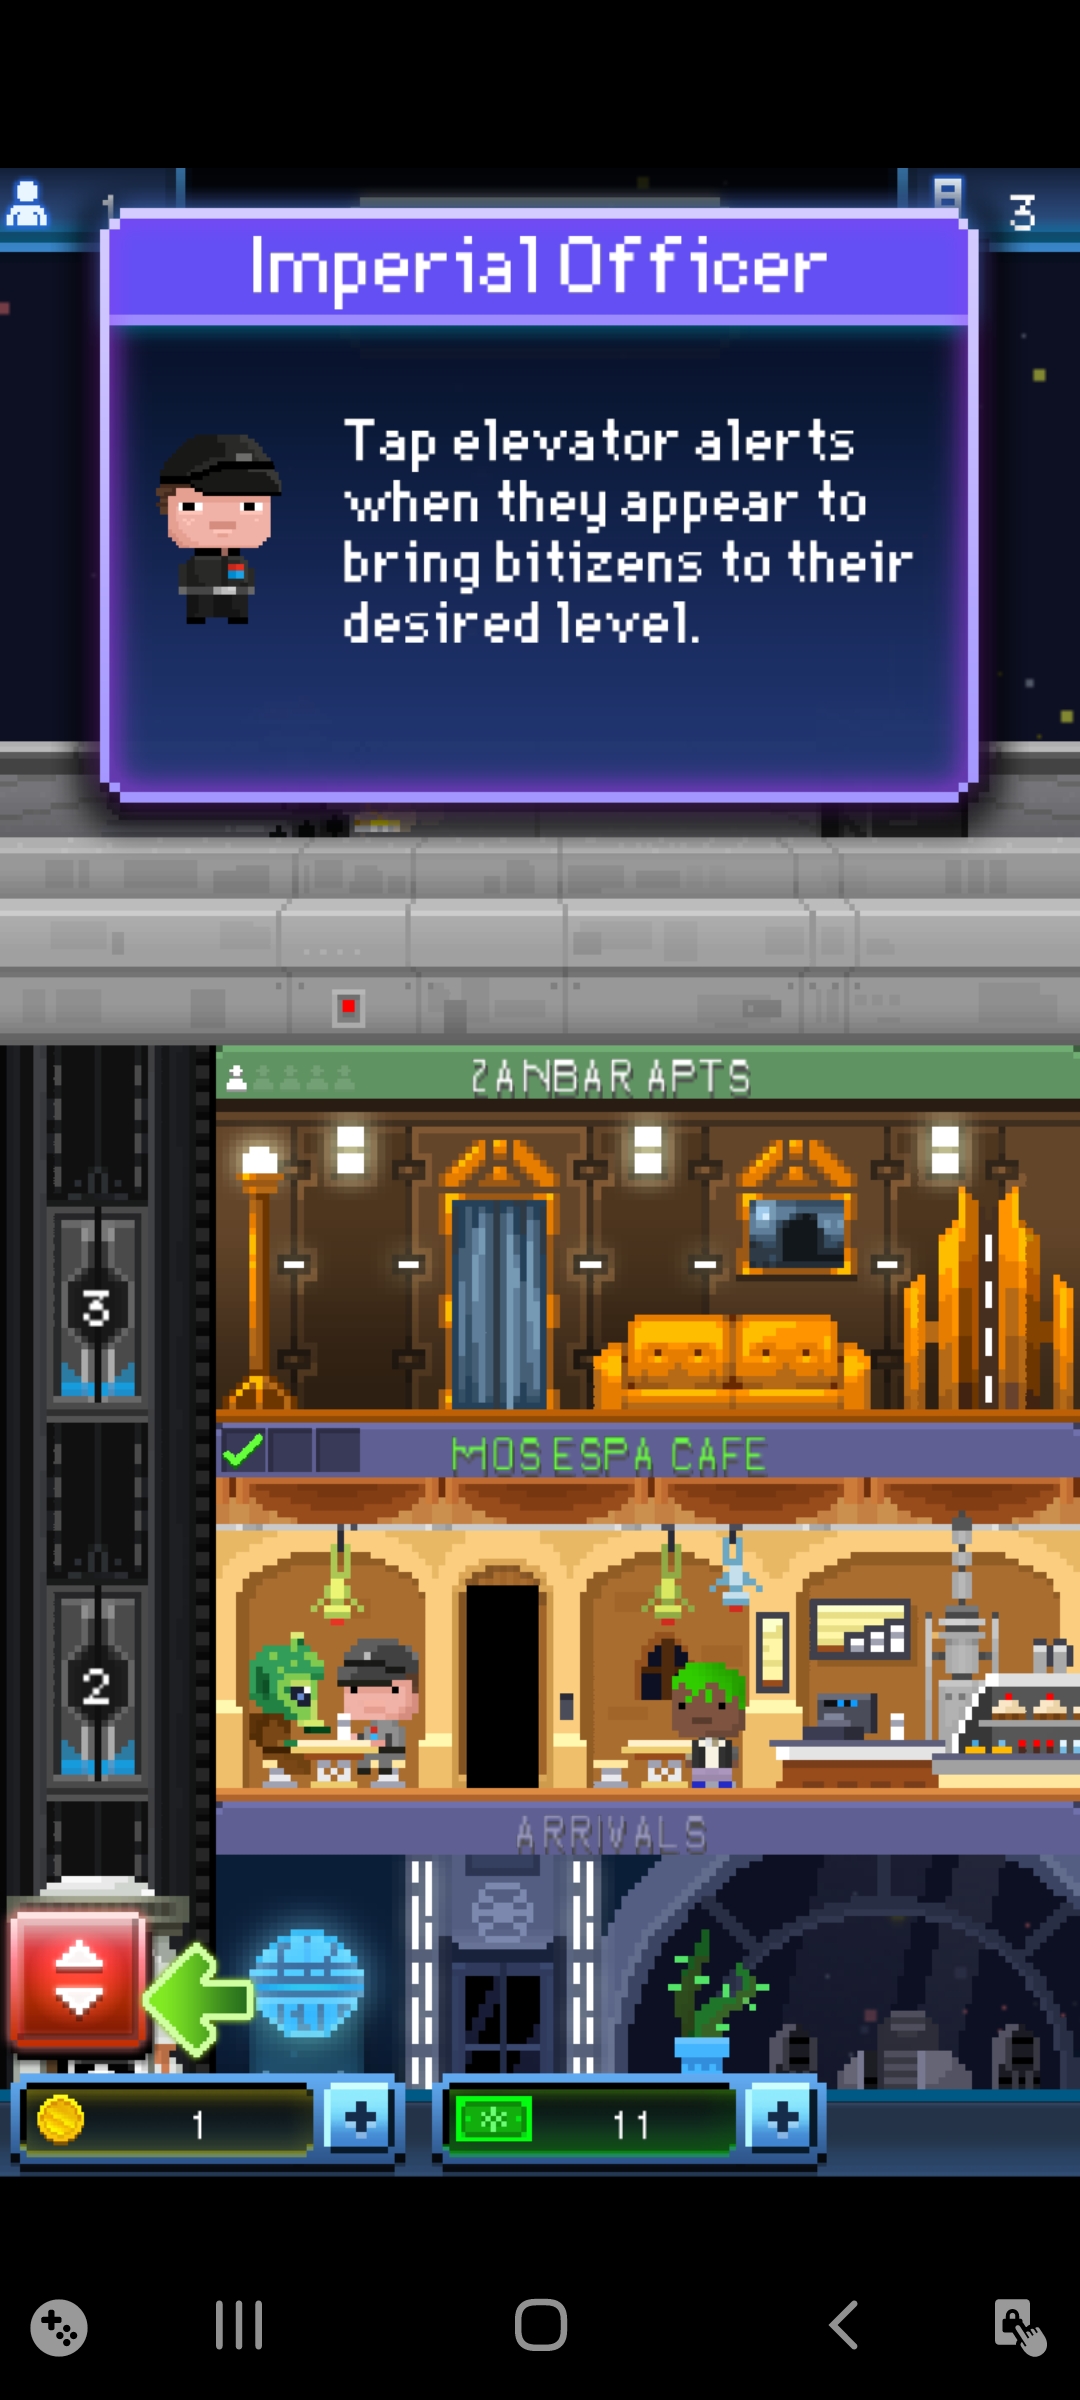 1
3
Imperial Officer
Tap elevator alerts
when they appear to
bring bitizens to their
desired level.
ZANBAR APTS
3
MOS ESPA CAFE
2
ARRIVALS
1
11